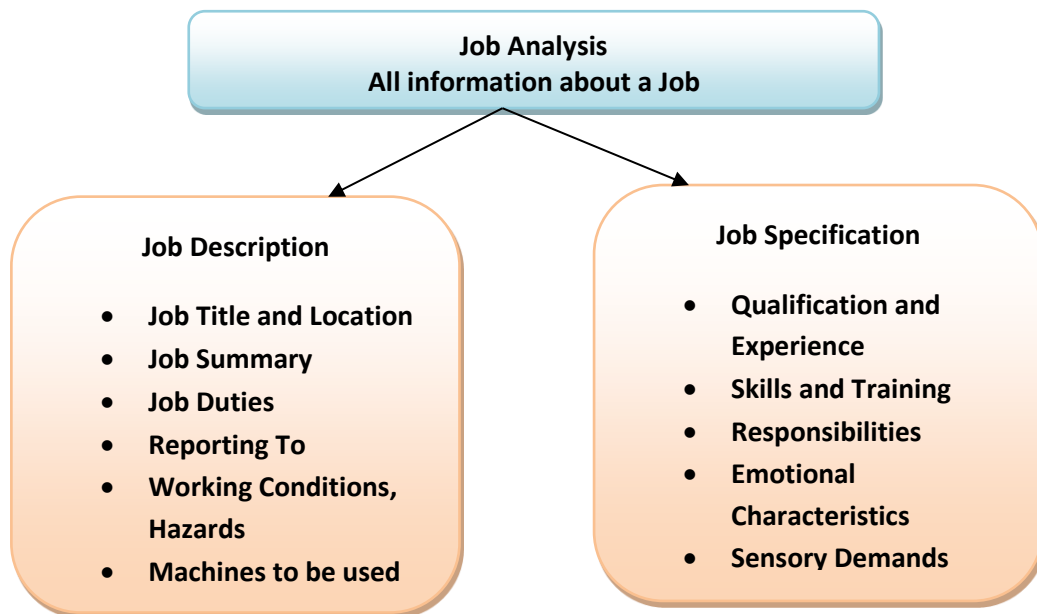 Job Analysis
All information about a Job
Job Description
• Job Title and Location
• Job Summary
• Job Duties
• Reporting To
• Working Conditions,
Hazards
• Machines to be used
Job Specification
• Qualification and
Experience
• Skills and Training
• Responsibilities
• Emotional
Characteristics
• Sensory Demands